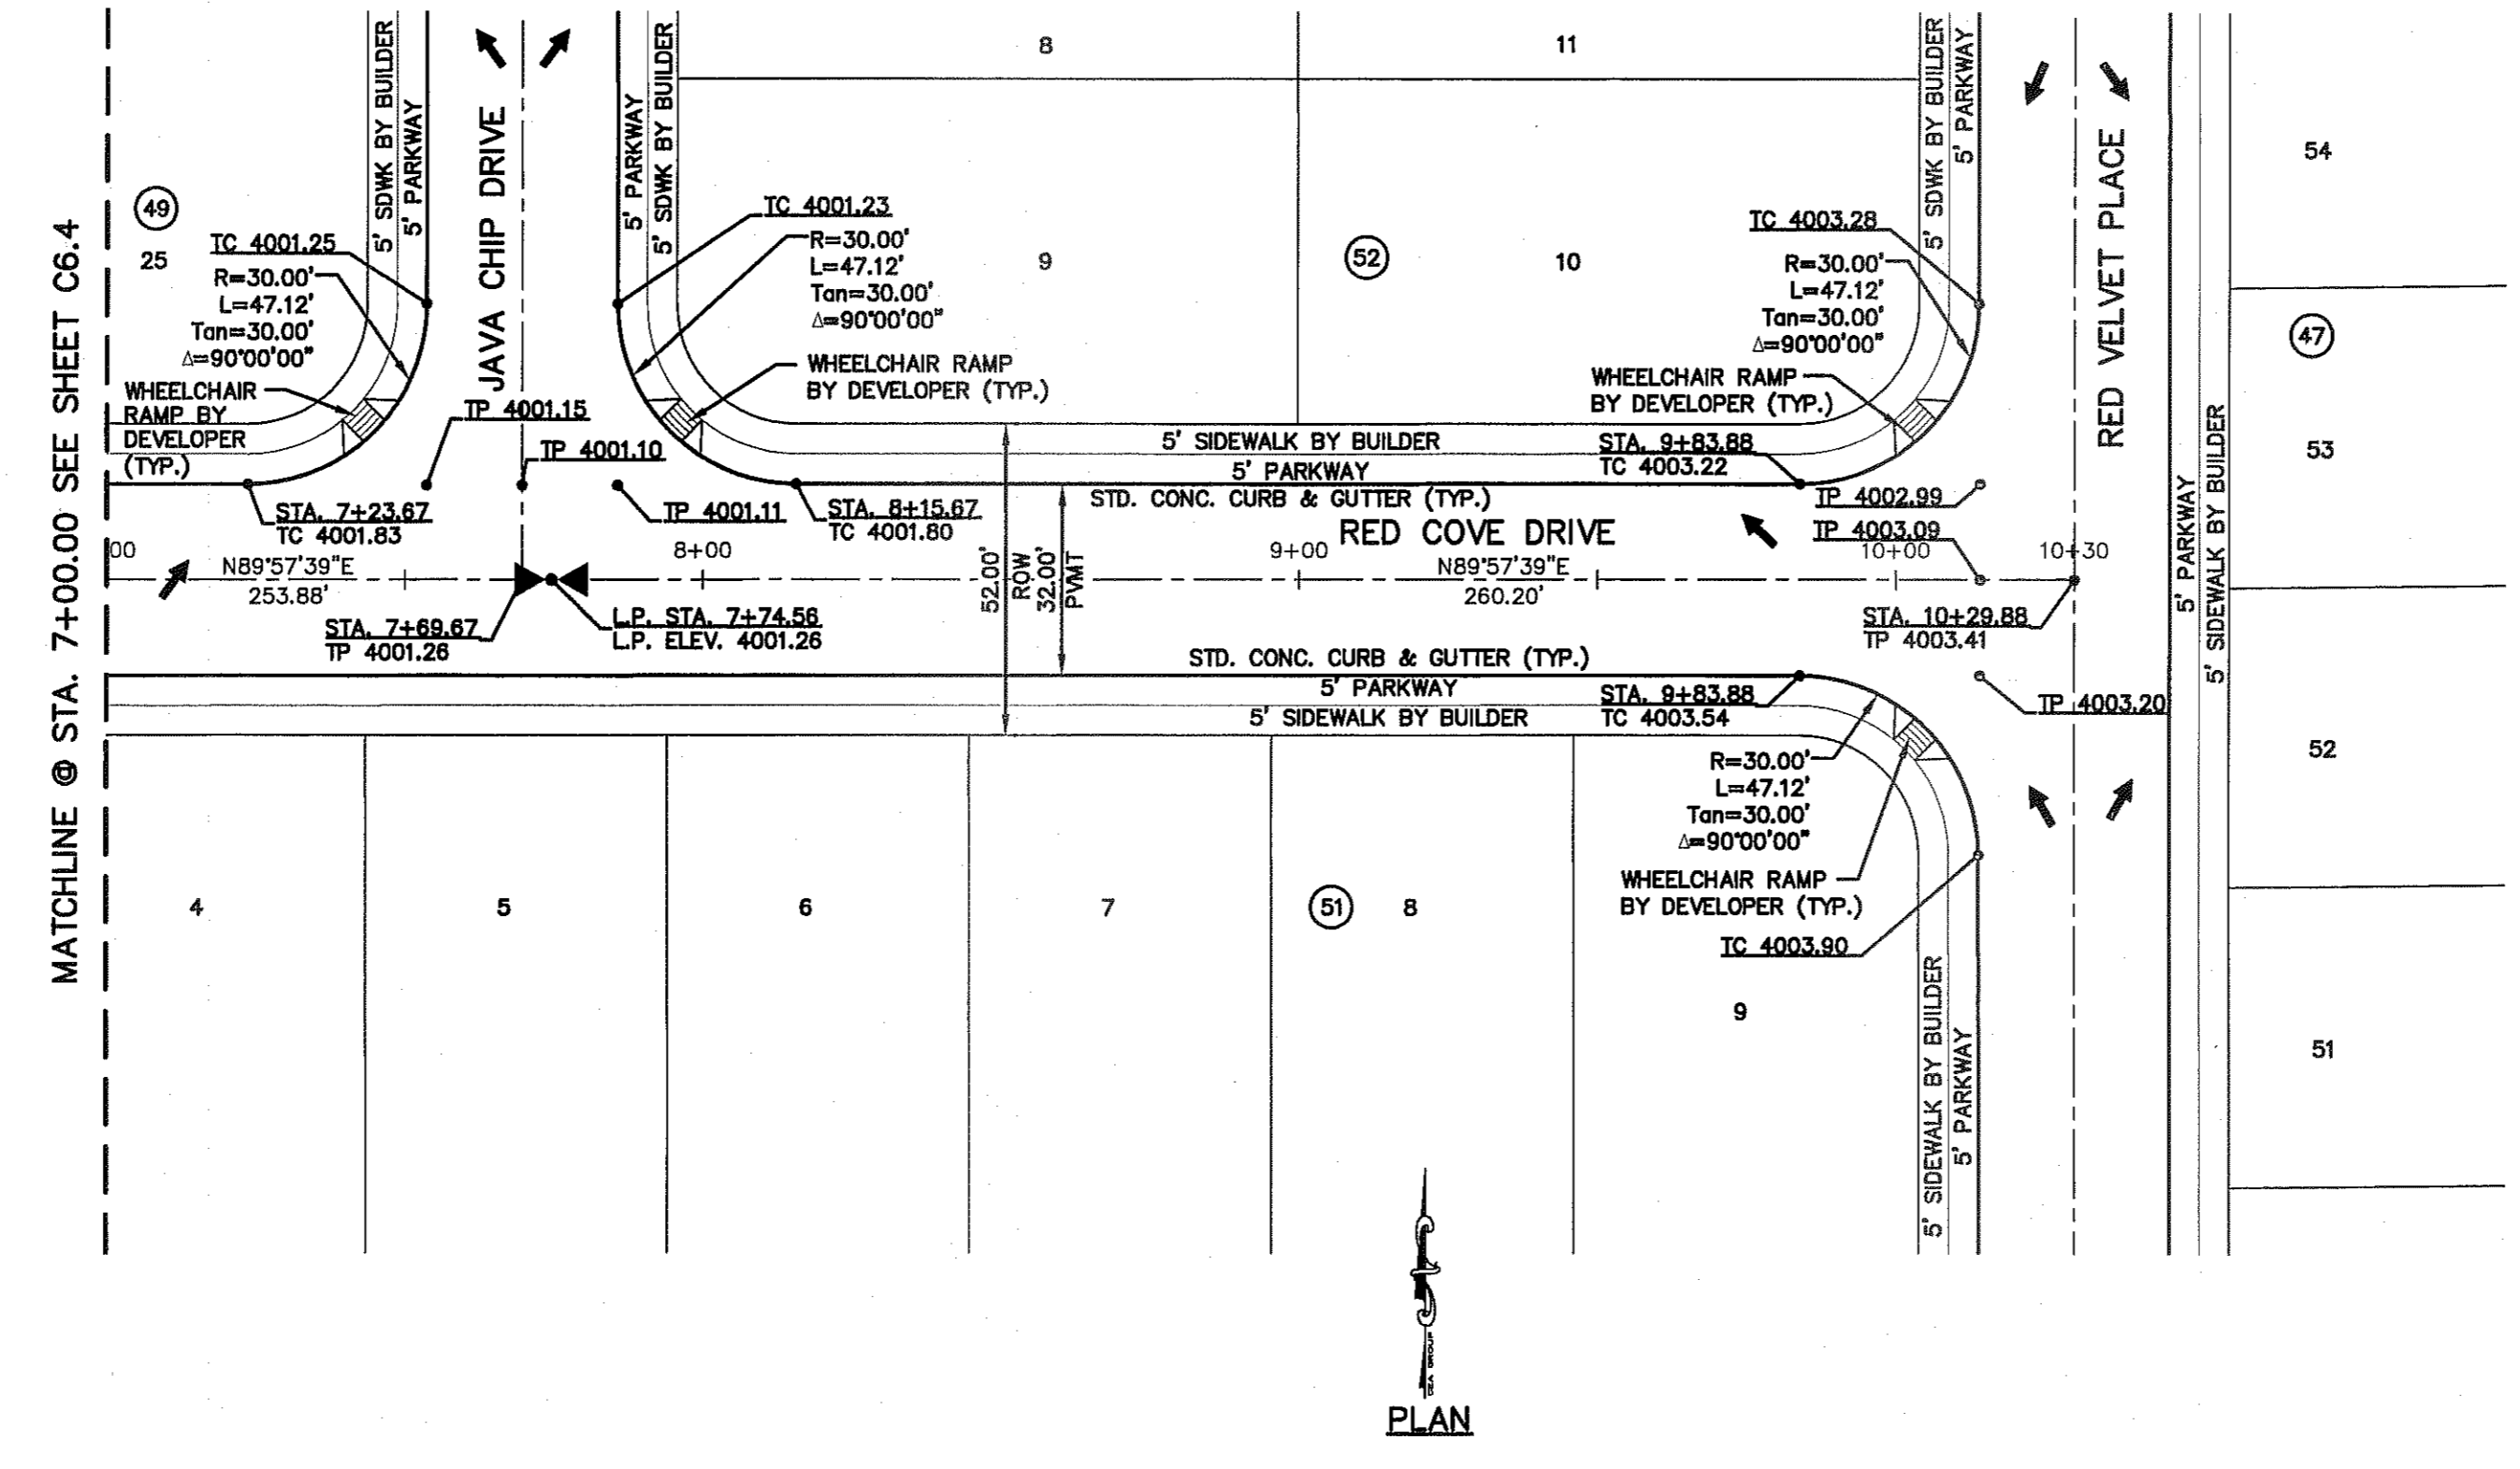 MATCHLINE @ STA. 7+00.00 SEE SHEET C6.4
49
25
TC 4001.25
R=30.00'
L=47.12'
Tan=30.00'
Δ=90°00'00"
WHEELCHAIR
RAMP BY
DEVELOPER
(TYP.)
5' SDWK BY BUILDER
5' PARKWAY
JAVA CHIP DRIVE
5' PARKWAY
5' SDWK BY BUILDER
TC 4001.23
R=30.00'
L=47.12'
Tan=30.00'
Δ=90°00'00"
WHEELCHAIR RAMP
BY DEVELOPER (TYP.)
TP 4001.15
TP 4001.10
TP 4001.11
STA. 7+23.67
TC 4001.83
STA. 8+15.67
TC 4001.80
8
11
9
52
10
TC 4003.28
R=30.00'
L=47.12'
Tan=30.00'
Δ=90°00'00"
WHEELCHAIR RAMP
BY DEVELOPER (TYP.)
5' SDWK BY BUILDER
5' PARKWAY
RED VELVET PLACE
5' SIDEWALK BY BUILDER
5' PARKWAY
STD. CONC. CURB & GUTTER (TYP.)
STA. 9+83.88
TC 4003.22
TP 4002.99
TP 4003.09
RED COVE DRIVE
00
8+00
9+00
10+00
10+30
N89°57'39"E
253.88'
N89°57'39"E
260.20'
52.00'
ROW
32.00'
PVMT
STA. 7+69.67
TP 4001.26
L.P. STA. 7+74.56
L.P. ELEV. 4001.26
STA. 10+29.88
TP 4003.41
STD. CONC. CURB & GUTTER (TYP.)
5' PARKWAY
5' SIDEWALK BY BUILDER
STA. 9+83.88
TC 4003.54
TP 4003.20
R=30.00'
L=47.12'
Tan=30.00'
Δ=90°00'00"
WHEELCHAIR RAMP
BY DEVELOPER (TYP.)
TC 4003.90
5' SIDEWALK BY BUILDER
5' PARKWAY
5' PARKWAY
5' SIDEWALK BY BUILDER
54
47
53
52
51
4
5
6
7
51
8
9
CEA GROUP
PLAN